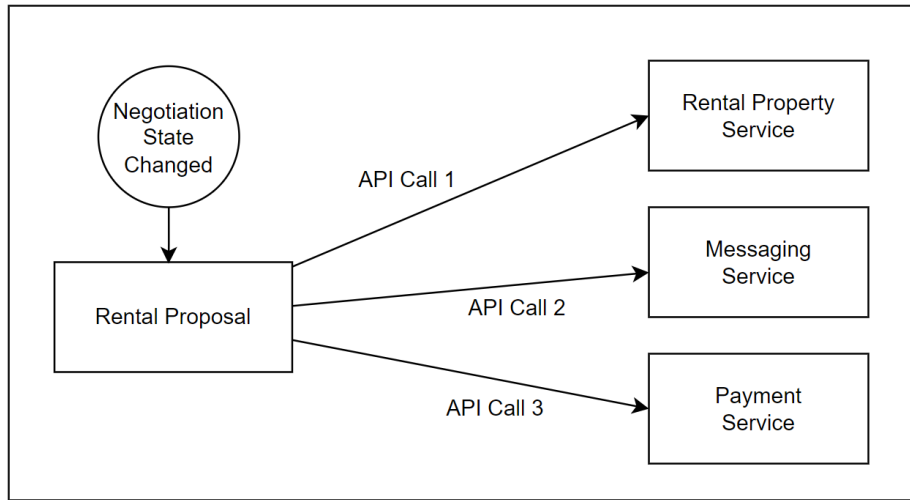 Negotiation
State
Changed
Rental Proposal
API Call 1
API Call 2
API Call 3
Rental Property
Service
Messaging
Service
Payment
Service